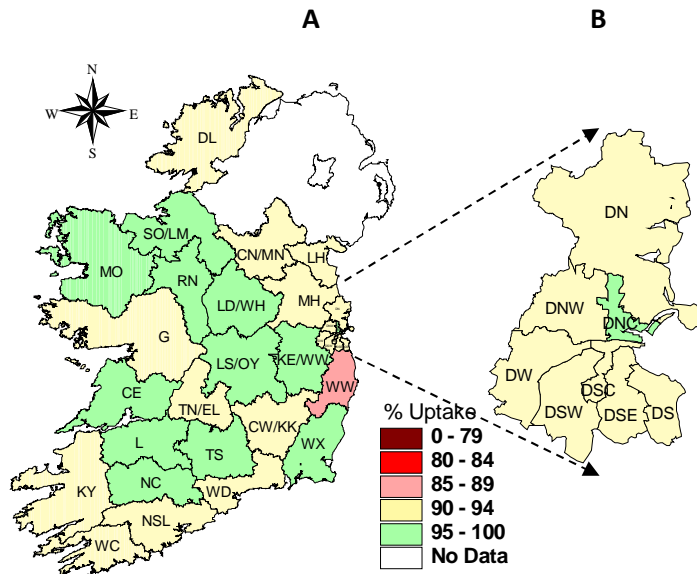 A
B
N
W
E
S
DL
SO/LM
CN/MN
LH
MO
RN
LD/WH
MH
G
LS/OY
KE/WW
WW
CE
TN/EL
CW/KK
L
TS
WX
KY
NC
WD
NSL
WC
DN
DNW
DNC
DW
DSW
DSC
DSE
DS
% Uptake
0 - 79
80 - 84
85 - 89
90 - 94
95 - 100
No Data